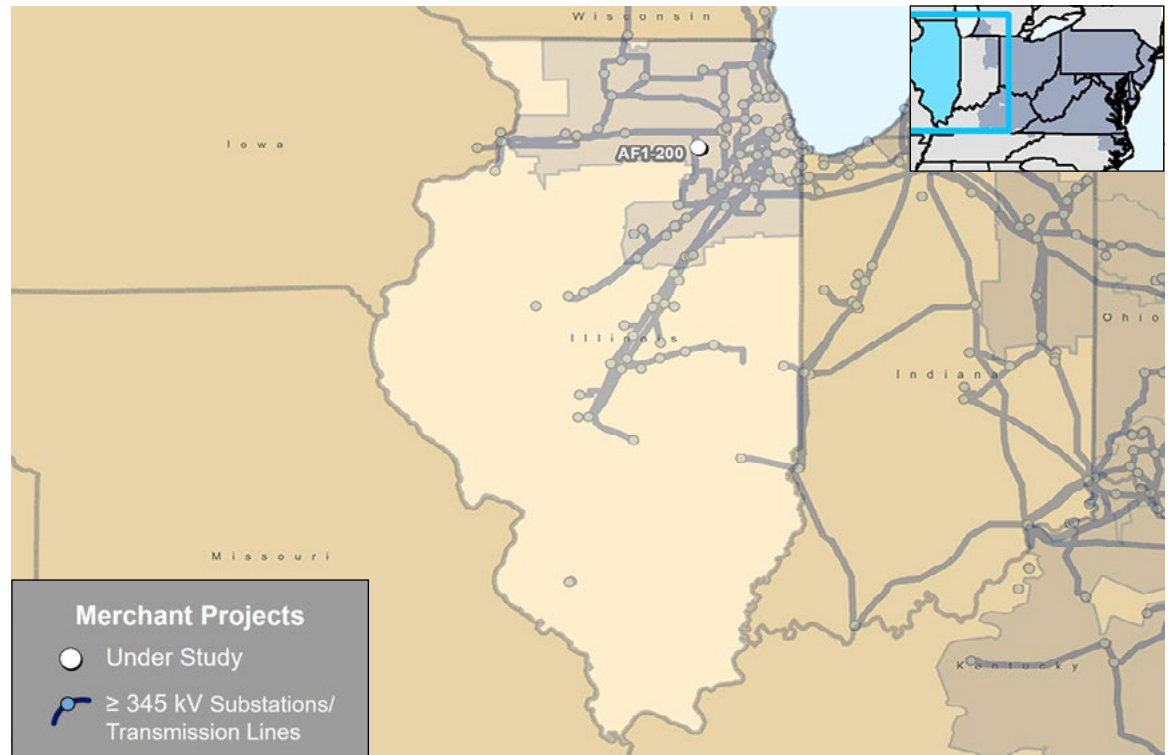 Wisconsin
Iowa
AF1-200
Illinois
Indiana
Ohio
Missouri
Kentucky
Merchant Projects
Under Study
≥ 345 kV Substations/
Transmission Lines